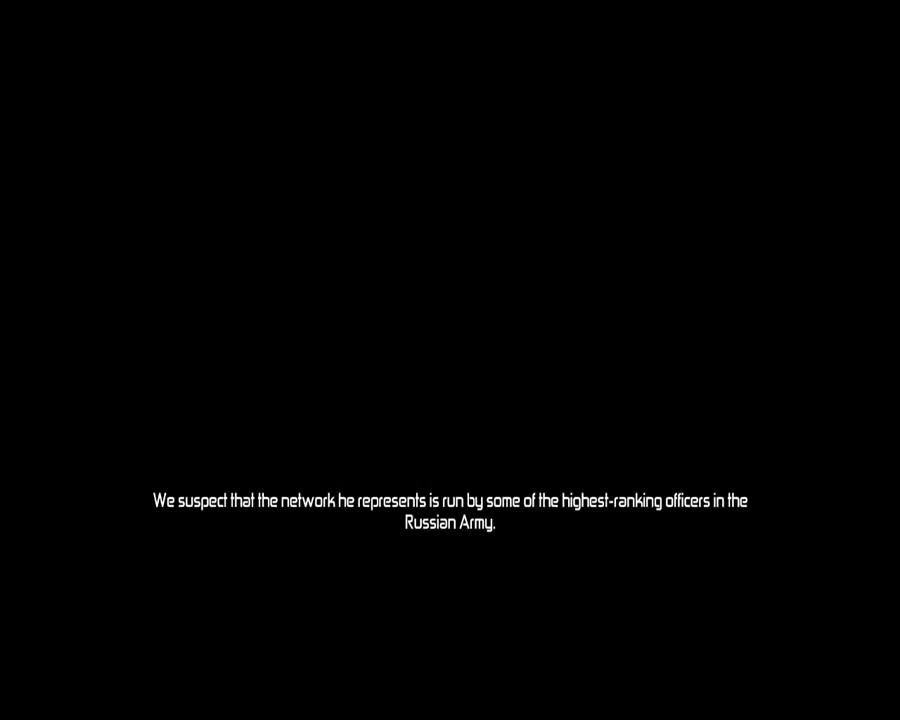 We suspect that the network he represents is run by some of the highest-ranking officers in the
Russian Army.